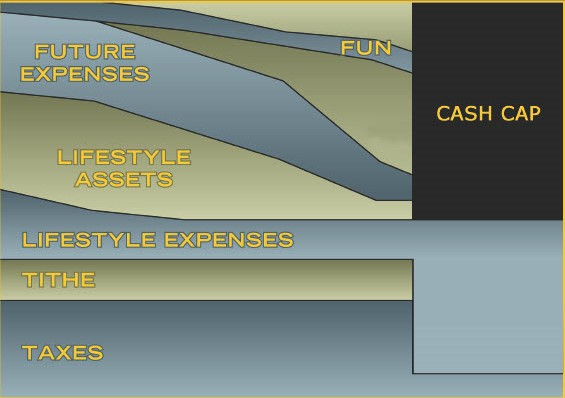 FUN
FUTURE
EXPENSES
CASH CAP
LIFESTYLE
ASSETS
LIFESTYLE EXPENSES
TITHE
TAXES